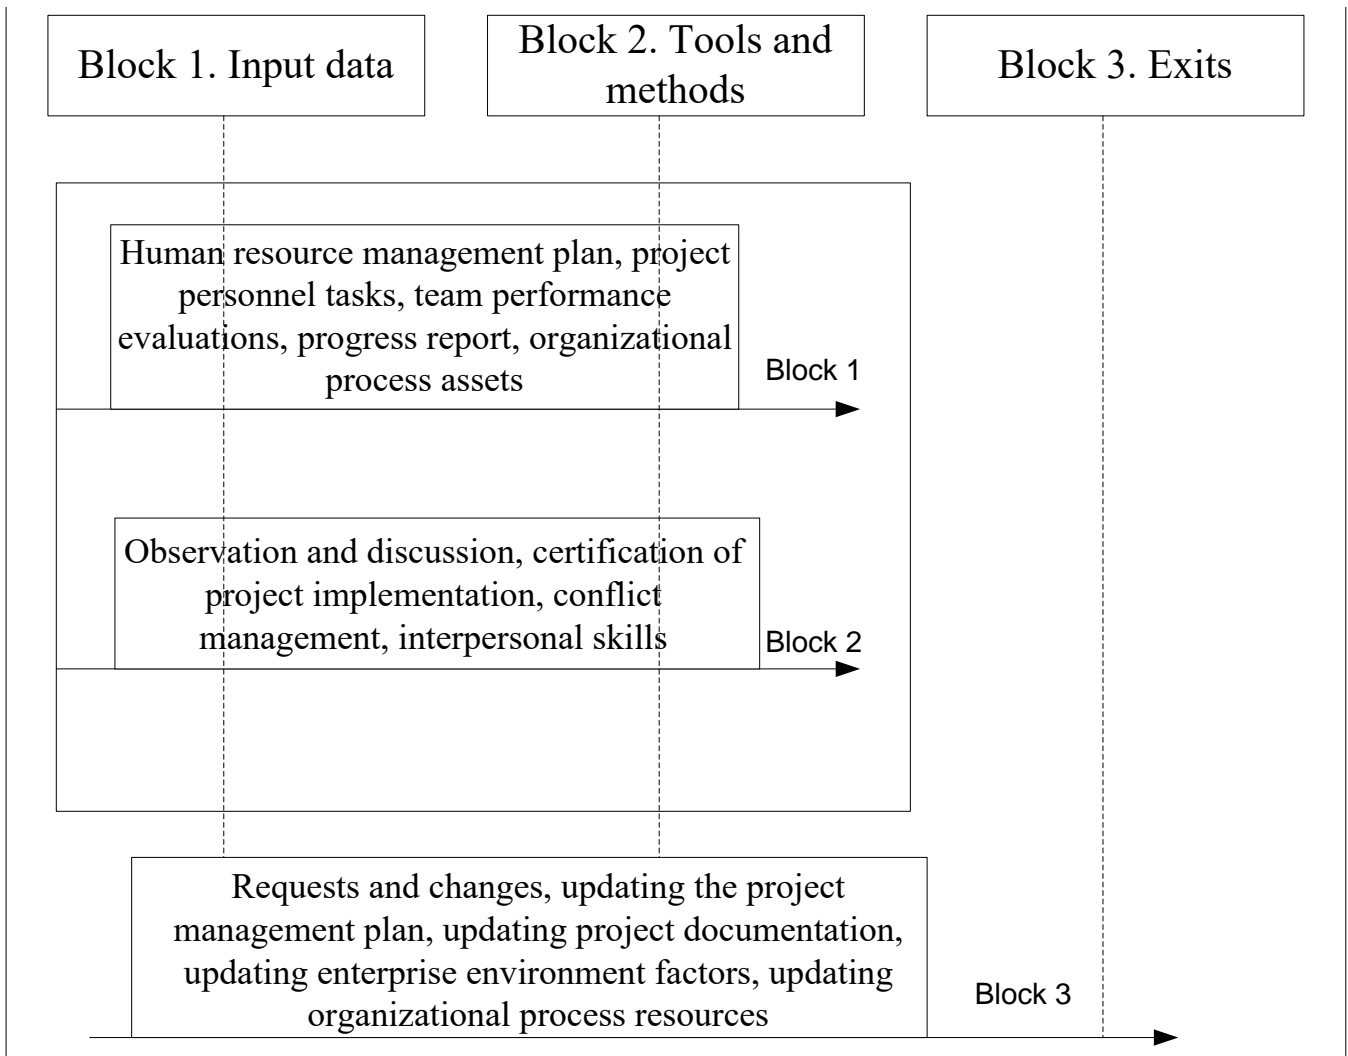 Block 1. Input data
Block 2. Tools and
methods
Block 3. Exits
Human resource management plan, project
personnel tasks, team performance
evaluations, progress report, organizational
process assets
Block 1
Observation and discussion, certification of
project implementation, conflict
management, interpersonal skills
Block 2
Requests and changes, updating the project
management plan, updating project documentation,
updating enterprise environment factors, updating
organizational process resources
Block 3